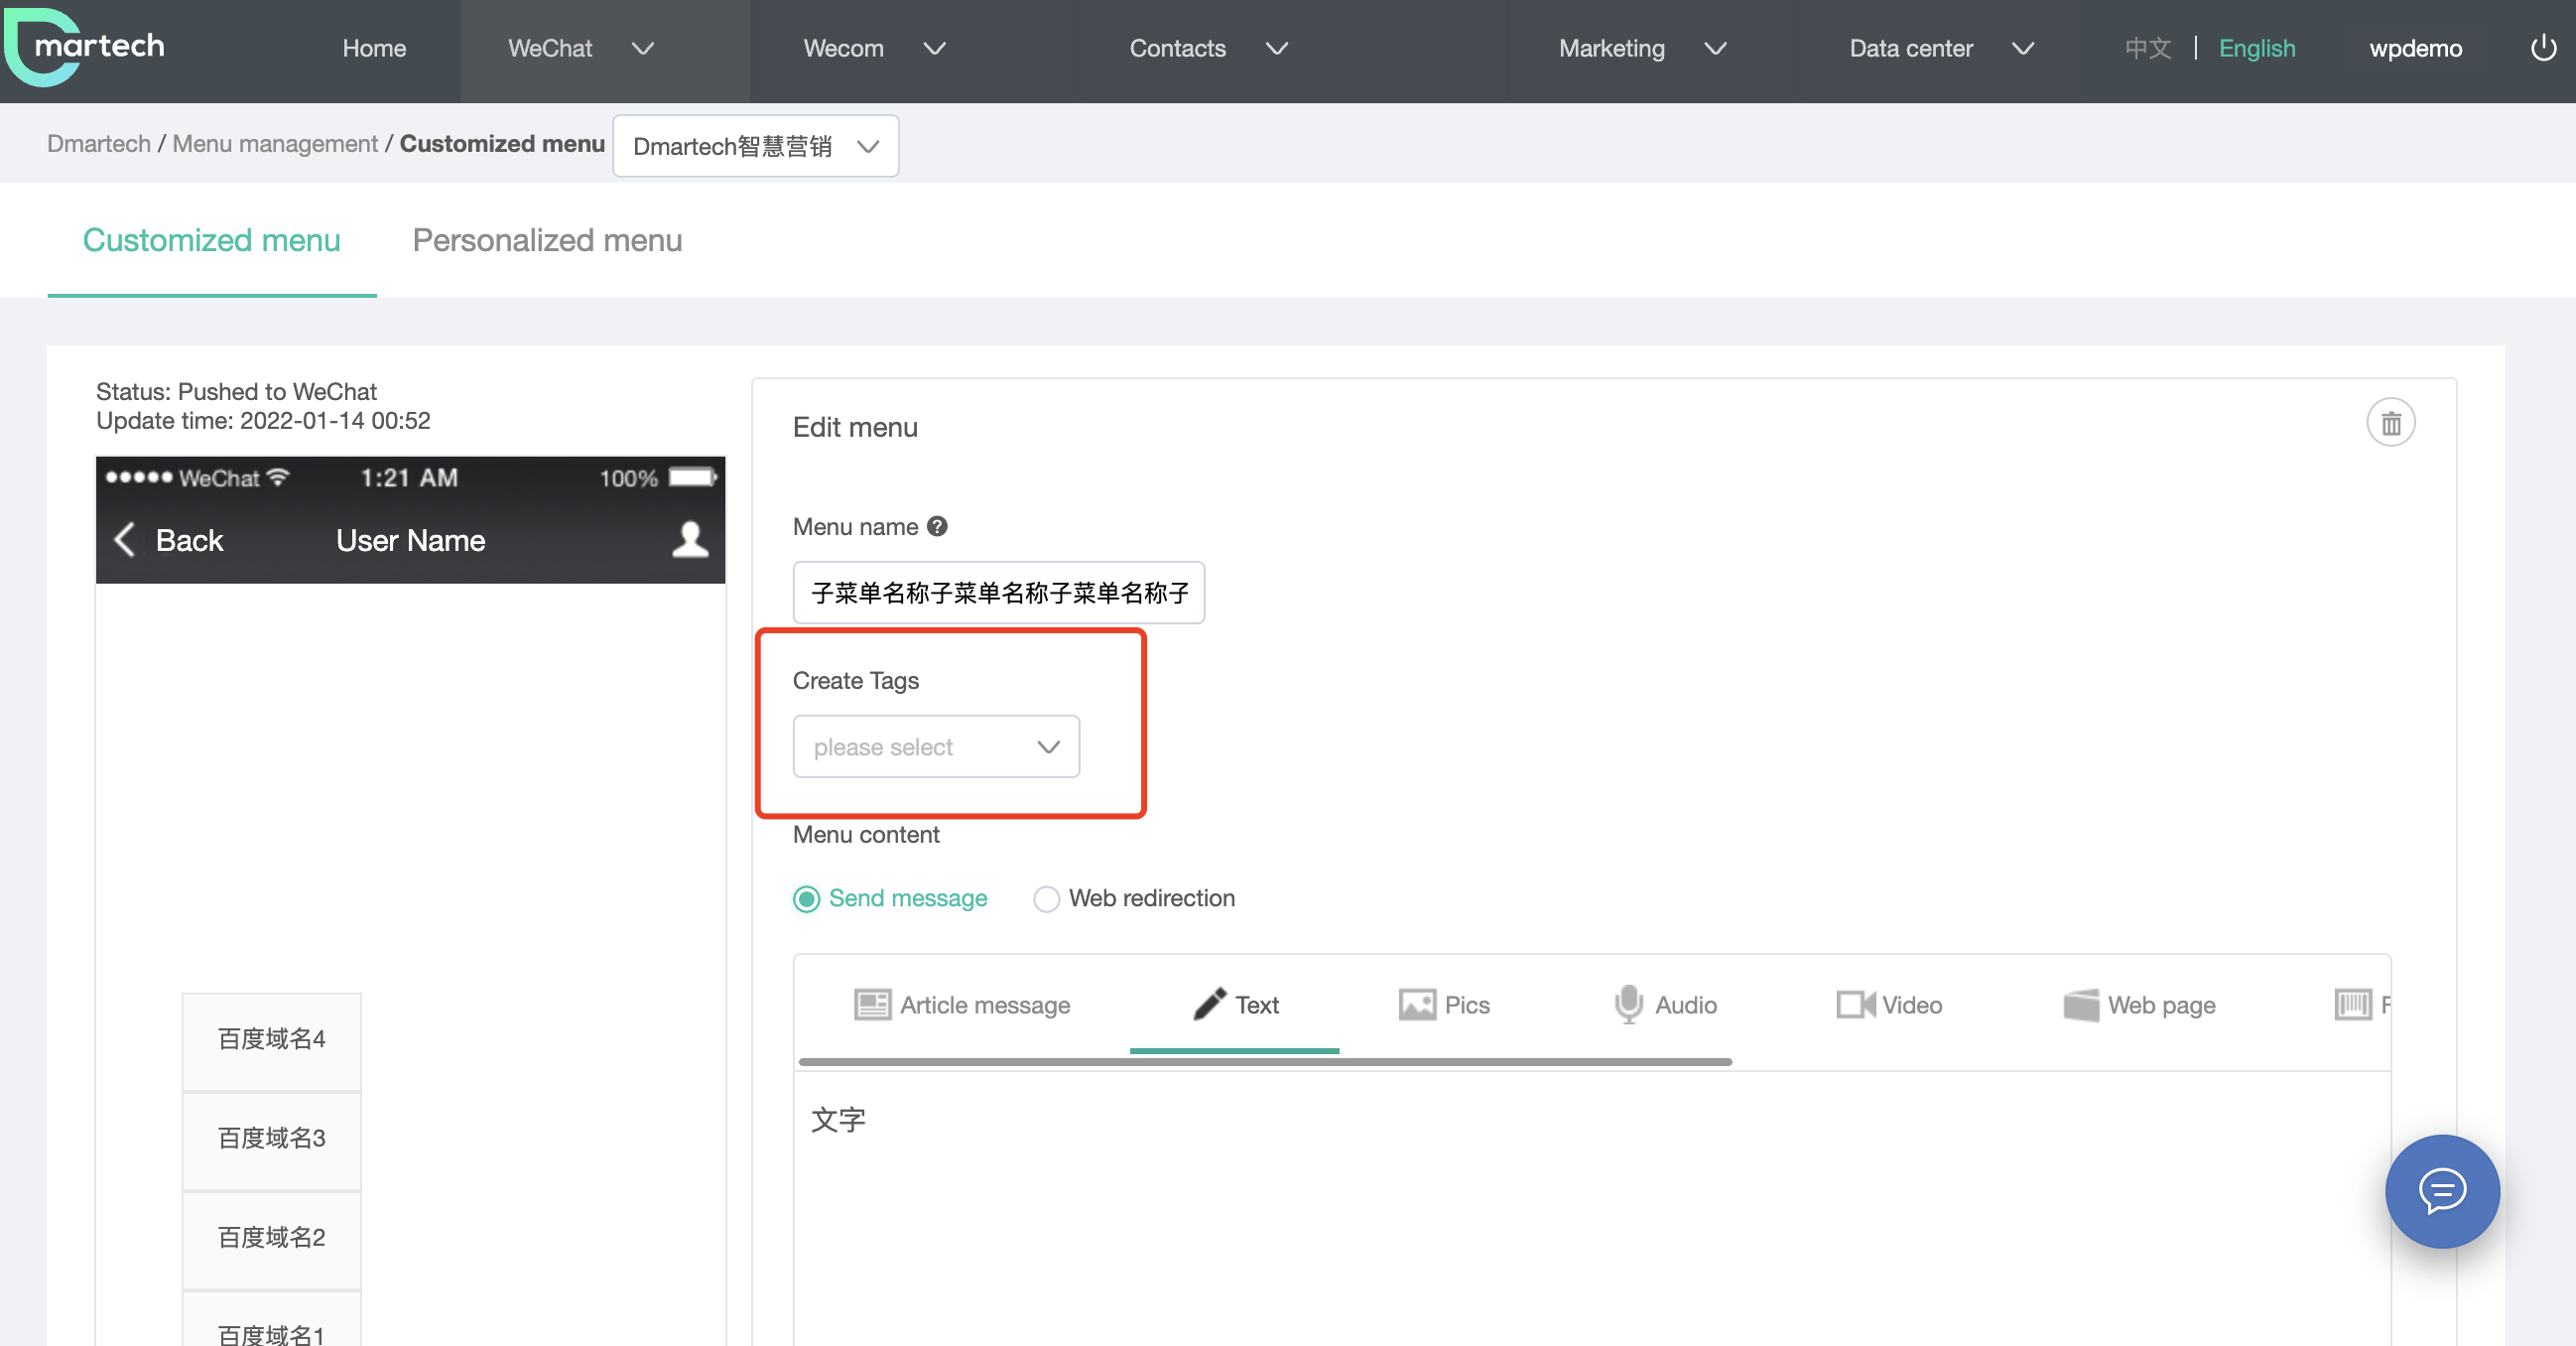 martech
Home
WeChat
Wecom
Contacts
Marketing
Data center
中文 | English
wpdemo
Dmartech / Menu management / Customized menu
Dmartech智慧营销
Customized menu
Personalized menu
Status: Pushed to WeChat
Update time: 2022-01-14 00:52
WeChat 1:21 AM 100%
Back User Name
百度域名4
百度域名3
百度域名2
百度域名1
Edit menu
Menu name ?
子菜单名称子菜单名称子菜单名称子
Create Tags
please select
Menu content
Send message
Web redirection
Article message
Text
Pics
Audio
Video
Web page
文字